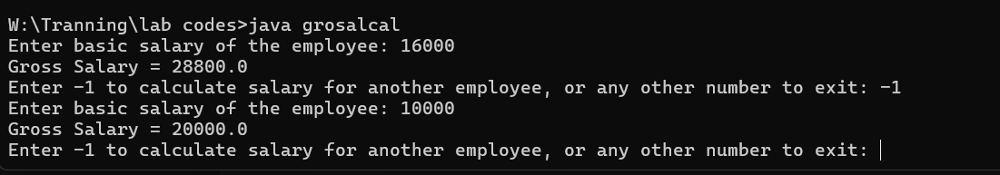 W:\Tranning\lab codes>java grosalcal
Enter basic salary of the employee: 16000
Gross Salary = 28800.0
Enter -1 to calculate salary for another employee, or any other number to exit: -1
Enter basic salary of the employee: 10000
Gross Salary = 20000.0
Enter -1 to calculate salary for another employee, or any other number to exit: